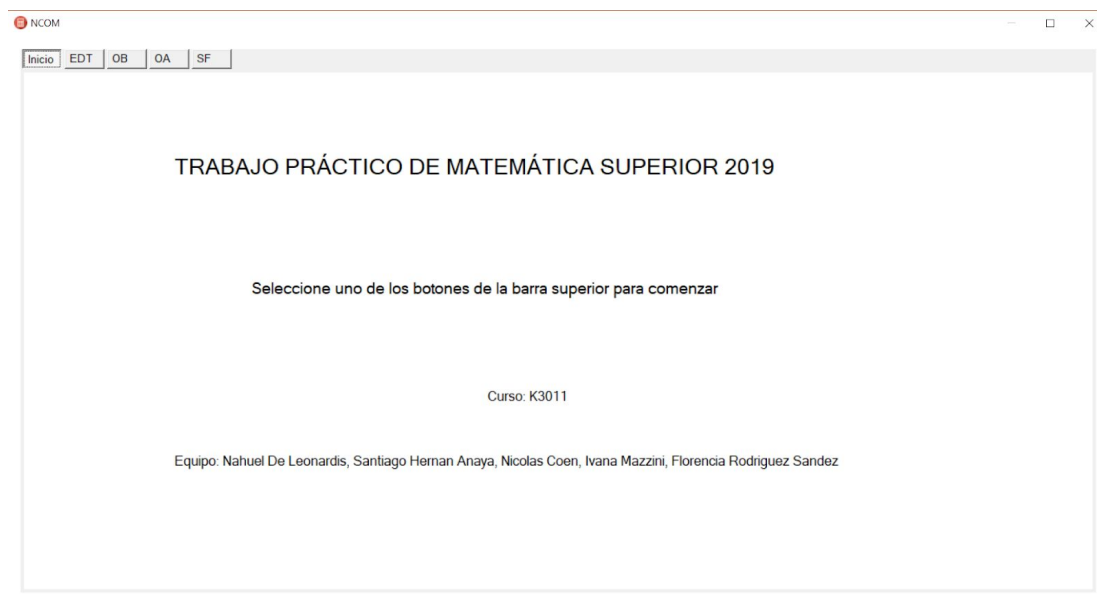 NCOM
Inicio EDT OB OA SF
TRABAJO PRÁCTICO DE MATEMÁTICA SUPERIOR 2019
Seleccione uno de los botones de la barra superior para comenzar
Curso: K3011
Equipo: Nahuel De Leonardis, Santiago Hernan Anaya, Nicolas Coen, Ivana Mazzini, Florencia Rodriguez Sandez